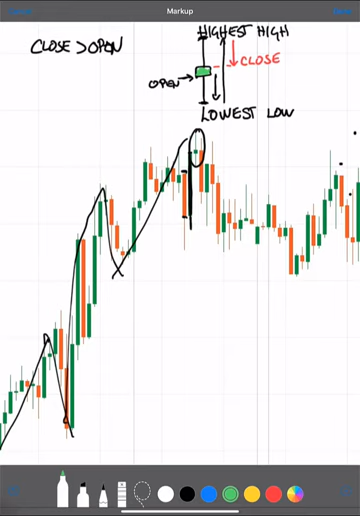 Markup
HIGHEST HIGH
CLOSE > OPEN
CLOSE
OPEN
LOWEST LOW